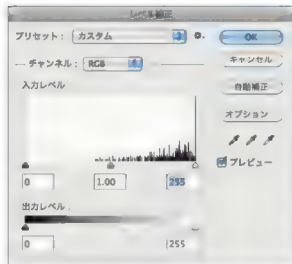 レベル補正
プリセット： カスタム
OK
チャンネル： RGB
キャンセル
入力レベル
自動補正
オプション
プレビュー
0
1.00
255
出力レベル：
0
255